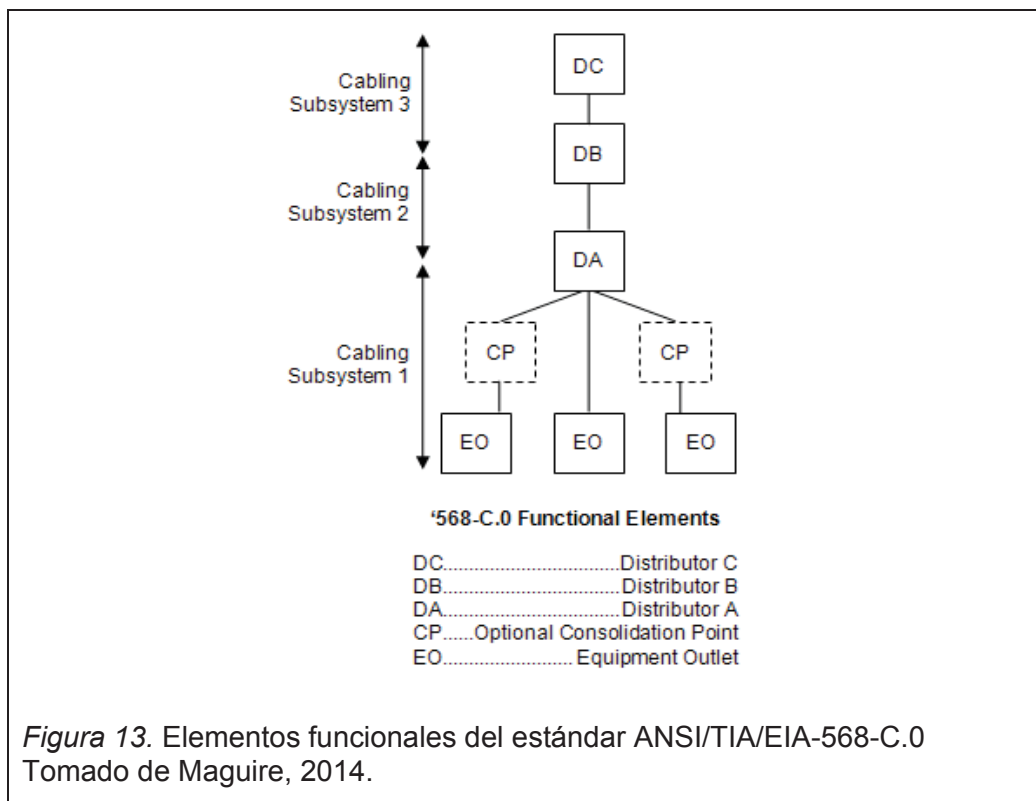 Cabling
Subsystem 3
DC
DB
Cabling
Subsystem 2
DA
Cabling
Subsystem 1
CP
CP
EO
EO
EO
‘568-C.0 Functional Elements
DC..................................Distributor C
DB..................................Distributor B
DA..................................Distributor A
CP.....Optional Consolidation Point
EO.........................Equipment Outlet
Figura 13. Elementos funcionales del estándar ANSI/TIA/EIA-568-C.0
Tomado de Maguire, 2014.